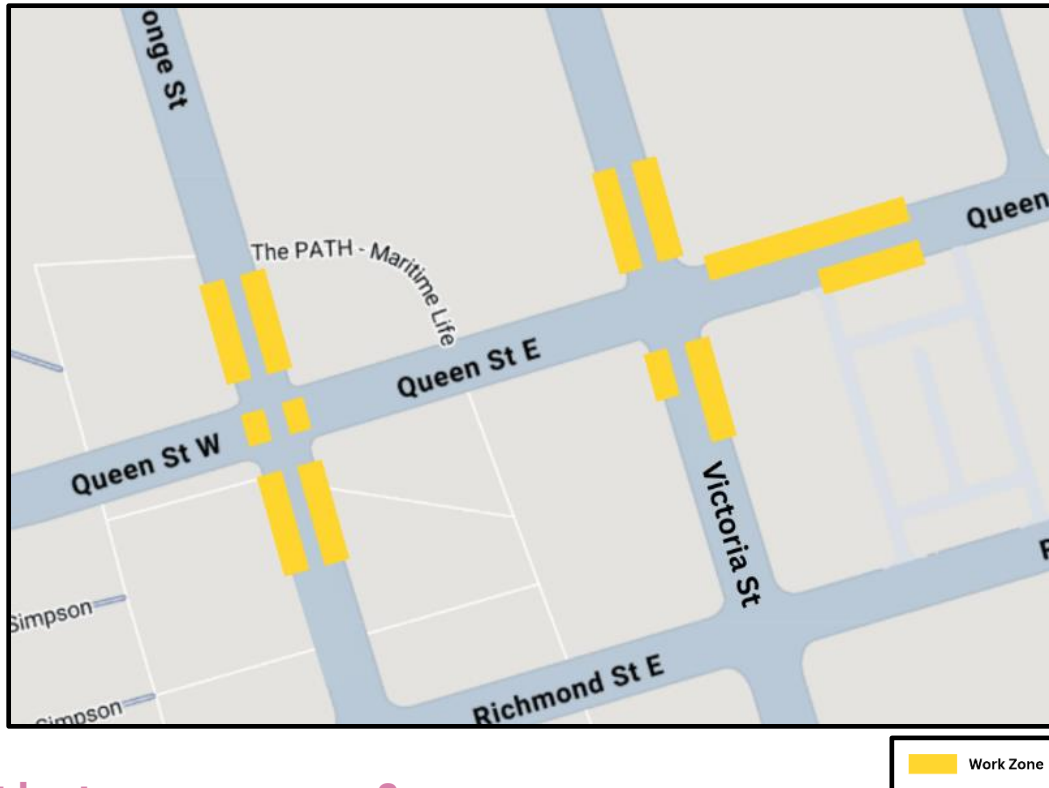 onge St
The PATH - Maritime Life
Queen
Queen St E
Queen St W
Victoria St
Simpson
Simpson
Richmond St E
Work Zone